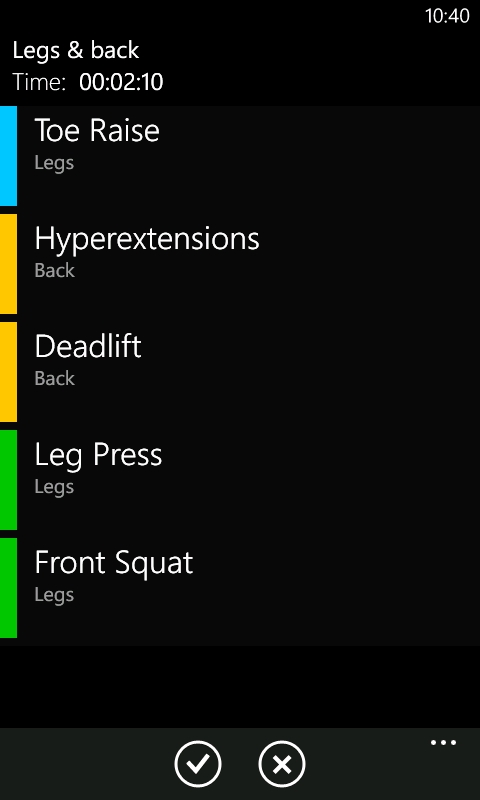 10:40
Legs & back
Time: 00:02:10
Toe Raise
Legs
Hyperextensions
Back
Deadlift
Back
Leg Press
Legs
Front Squat
Legs